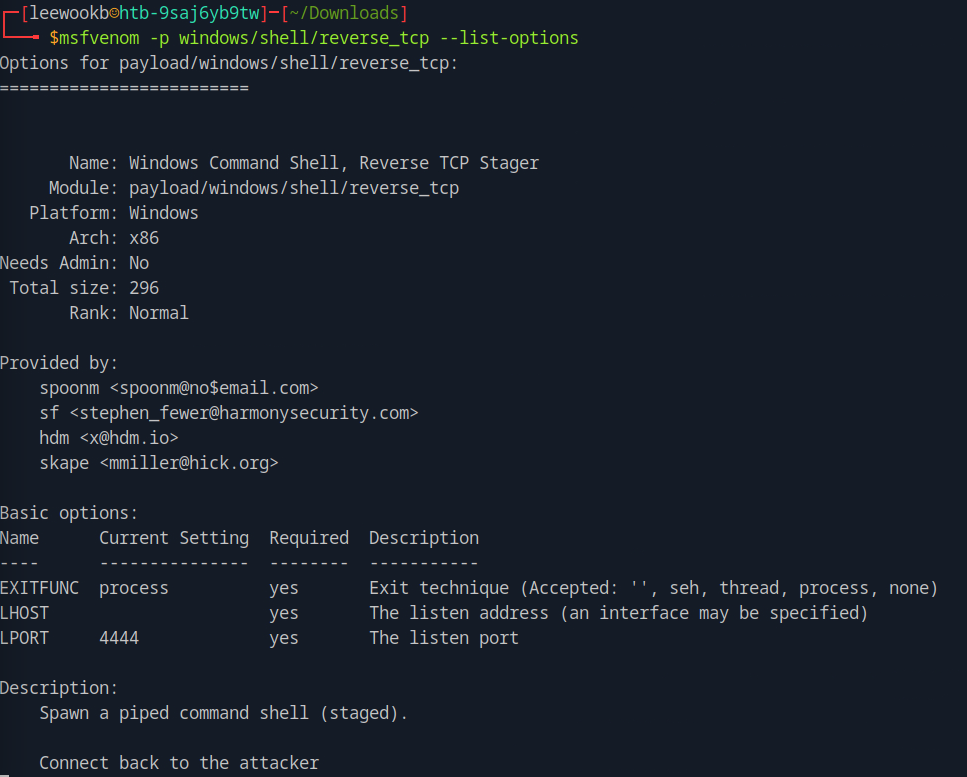 [leewookb☺htb-9saj6yb9tw]─[~/Downloads]
$msfvenom -p windows/shell/reverse_tcp --list-options
Options for payload/windows/shell/reverse_tcp:
=========================
Name: Windows Command Shell, Reverse TCP Stager
Module: payload/windows/shell/reverse_tcp
Platform: Windows
Arch: x86
Needs Admin: No
Total size: 296
Rank: Normal
Provided by:
spoonm <spoonm@no$email.com>
sf <stephen_fewer@harmonysecurity.com>
hdm <x@hdm.io>
skape <mmiller@hick.org>
Basic options:
Name      Current Setting  Required  Description
----      ---------------  --------  -----------
EXITFUNC  process          yes       Exit technique (Accepted: '', seh, thread, process, none)
LHOST                      yes       The listen address (an interface may be specified)
LPORT     4444             yes       The listen port
Description:
Spawn a piped command shell (staged).
Connect back to the attacker